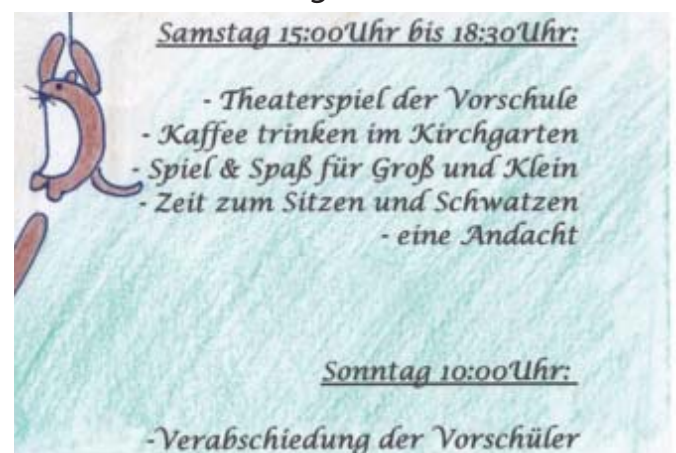 Samstag 15:00Uhr bis 18:30Uhr:
- Theaterspiel der Vorschule
- Kaffee trinken im Kirchgarten
- Spiel & Spaß für Groß und Klein
- Zeit zum Sitzen und Schwatzen
- eine Andacht
Sonntag 10:00Uhr:
-Verabschiedung der Vorschüler